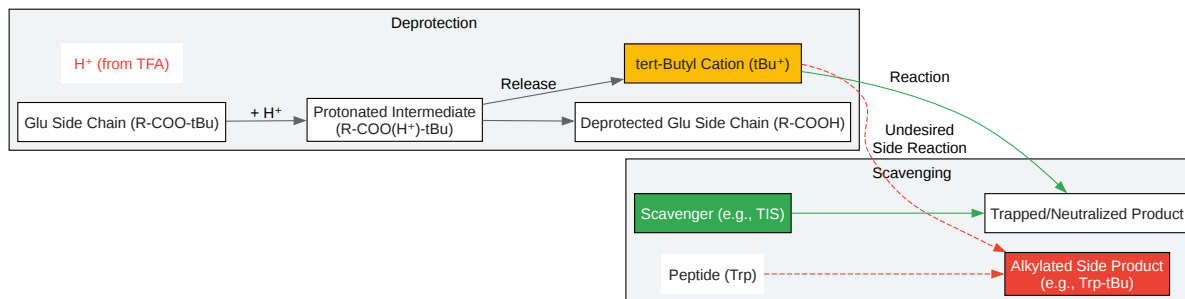 Deprotection
H⁺ (from TFA)
tert-Butyl Cation (tBu⁺)
Release
Reaction
Glu Side Chain (R-COO-tBu)
+ H⁺
Protonated Intermediate
(R-COO(H⁺)-tBu)
Deprotected Glu Side Chain (R-COOH)
Undesired
Side Reaction
Scavenging
Scavenger (e.g., TIS)
Trapped/Neutralized Product
Peptide (Trp)
Alkylated Side Product
(e.g., Trp-tBu)